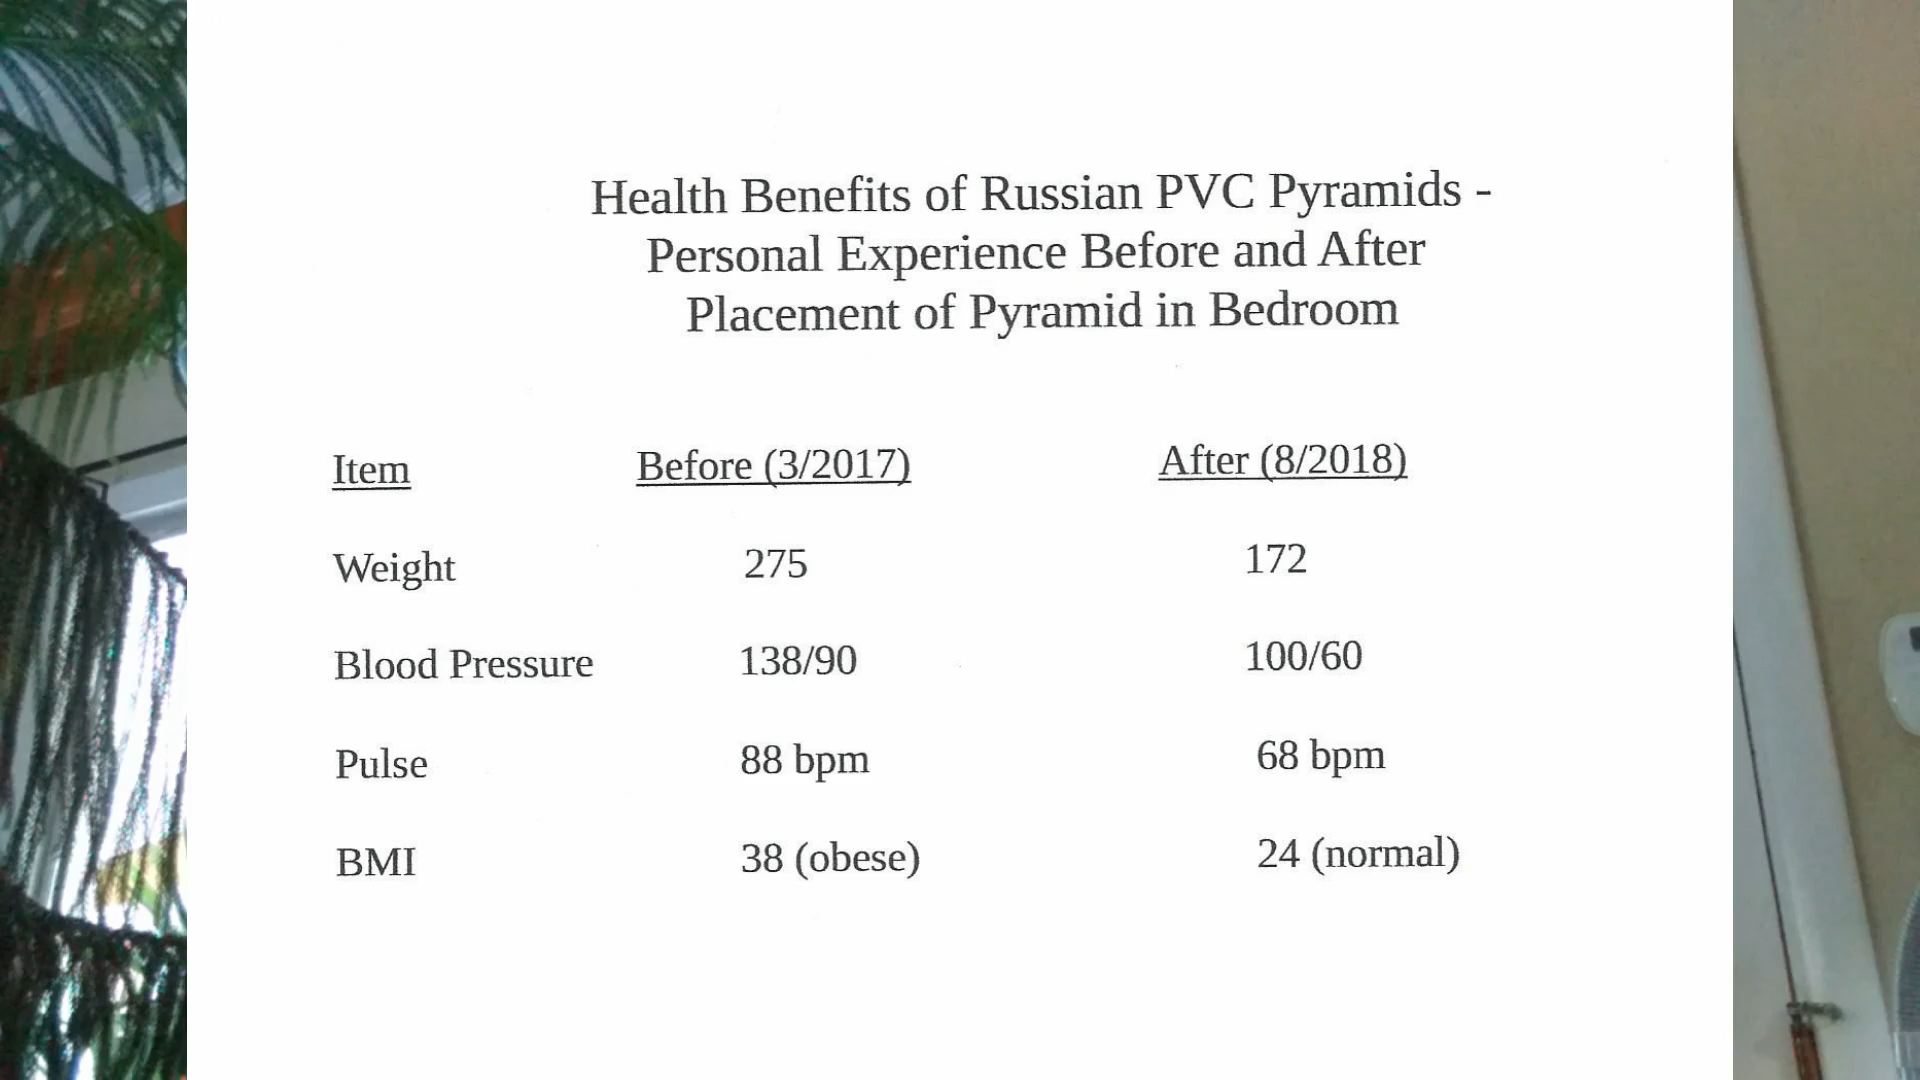 Health Benefits of Russian PVC Pyramids -
Personal Experience Before and After
Placement of Pyramid in Bedroom
Item Before (3/2017) After (8/2018)
Weight 275 172
Blood Pressure 138/90 100/60
Pulse 88 bpm 68 bpm
BMI 38 (obese) 24 (normal)